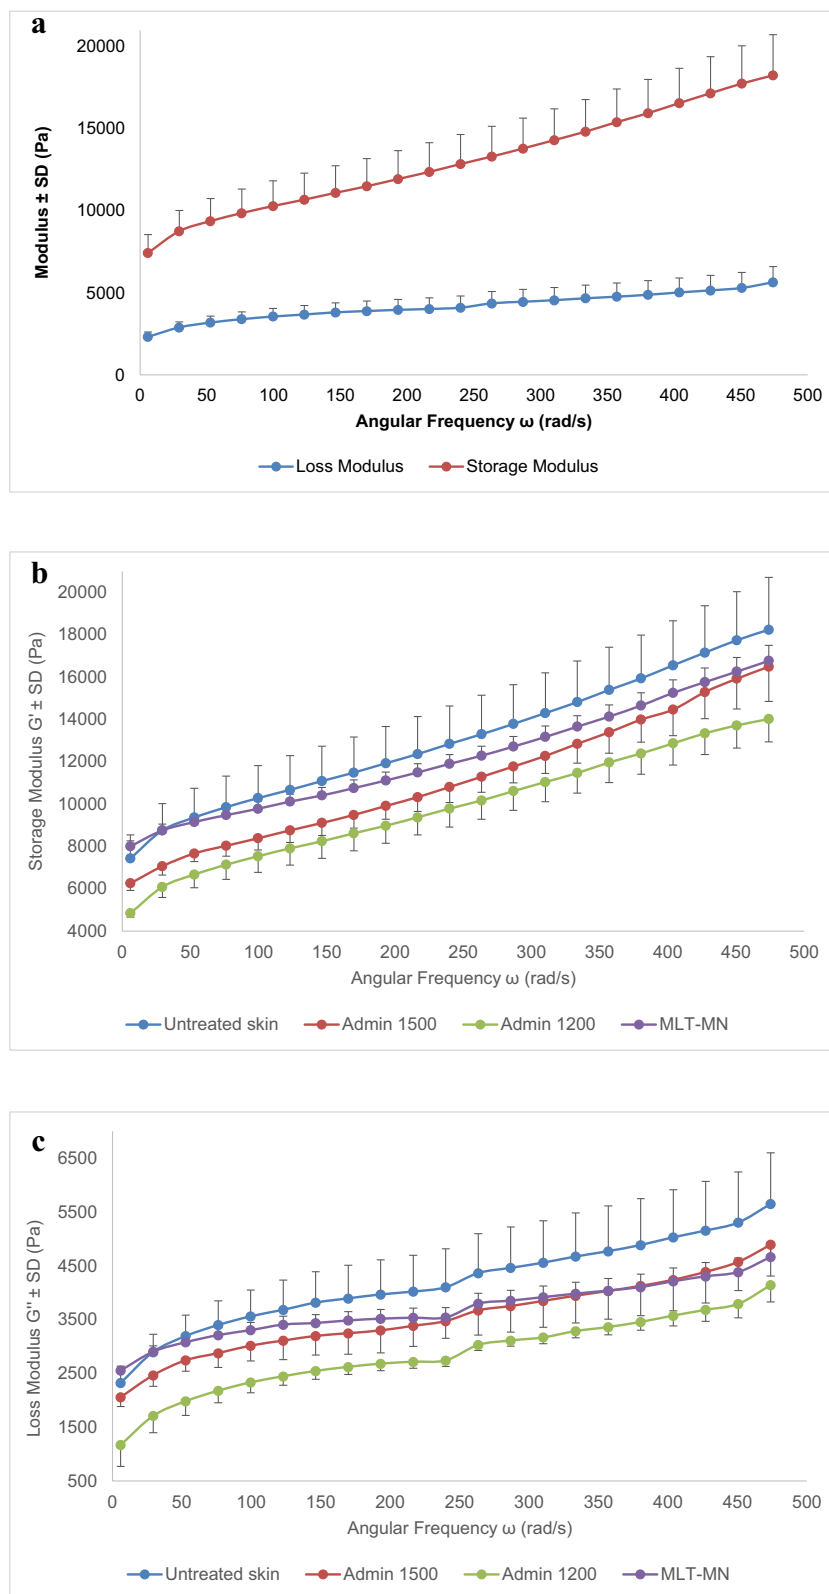 a
20000
15000
10000
5000
0
Modulus ± SD (Pa)
0 50 100 150 200 250 300 350 400 450 500
Angular Frequency ω (rad/s)
Loss Modulus Storage Modulus
b
20000
18000
16000
14000
12000
10000
8000
6000
4000
Storage Modulus G' ± SD (Pa)
0 50 100 150 200 250 300 350 400 450 500
Angular Frequency ω (rad/s)
Untreated skin Admin 1500 Admin 1200 MLT-MN
c
6500
5500
4500
3500
2500
1500
500
Loss Modulus G'' ± SD (Pa)
0 50 100 150 200 250 300 350 400 450 500
Angular Frequency ω (rad/s)
Untreated skin Admin 1500 Admin 1200 MLT-MN